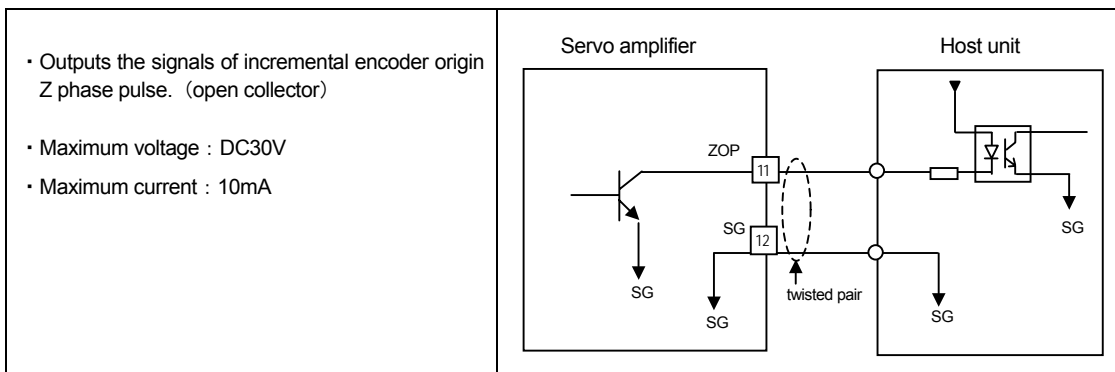 ・Outputs the signals of incremental encoder origin
Z phase pulse.（open collector）
・Maximum voltage：DC30V
・Maximum current：10mA
Servo amplifier
Host unit
ZOP
11
SG
12
SG
SG
twisted pair
SG
SG